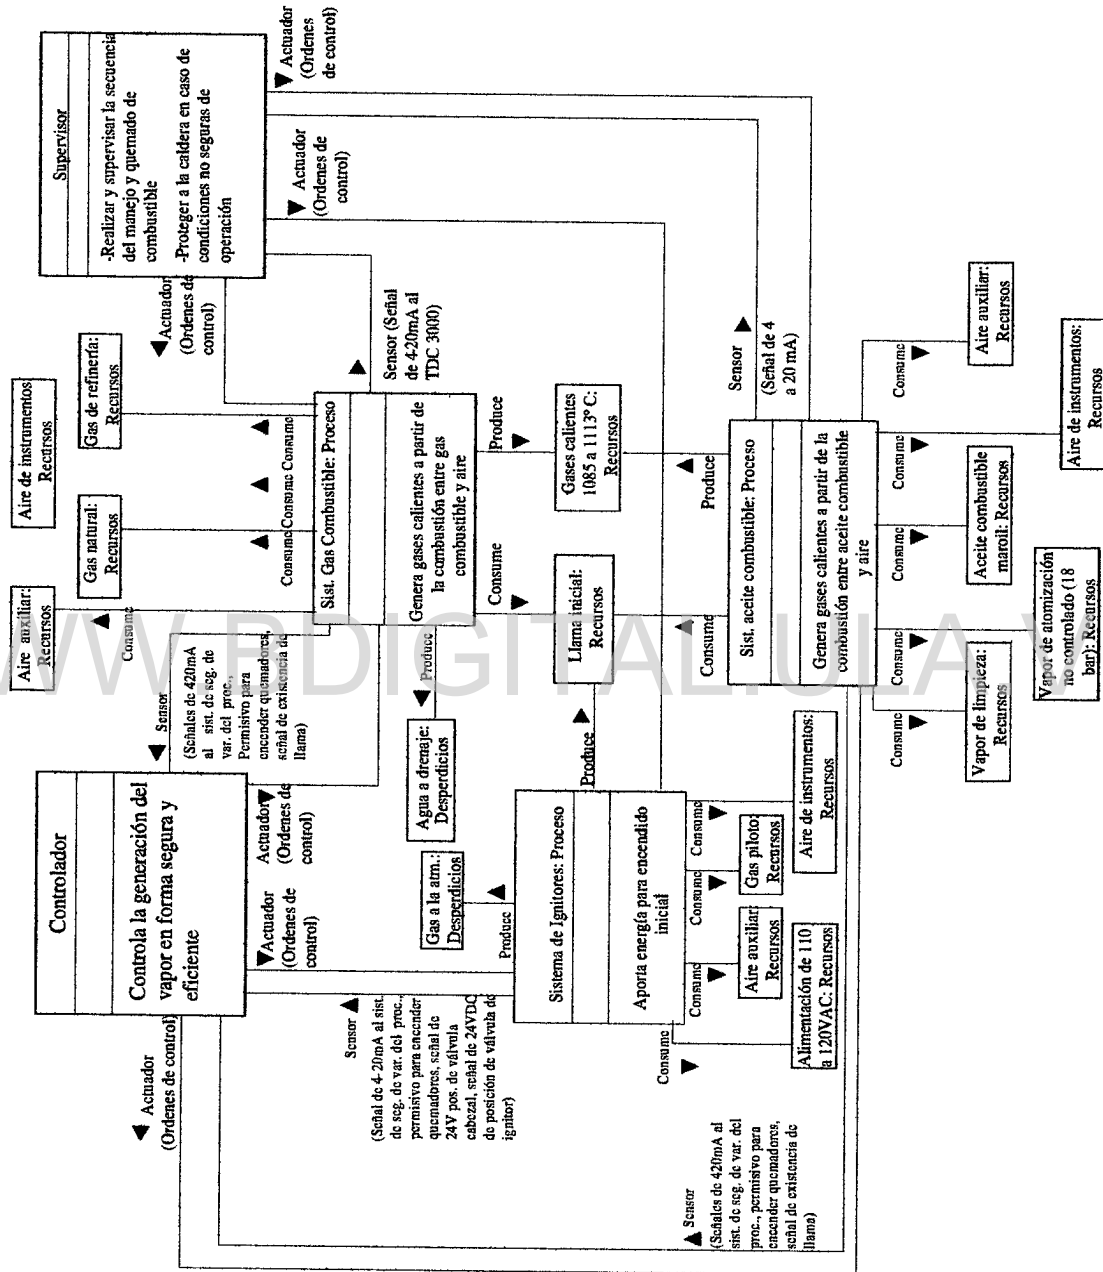 Supervisor
-Realizar y supervisar la secuencia
del manejo y quemado de
combustible
-Proteger a la caldera en caso de
condiciones no seguras de
operación
Actuador
(Ordenes
de control)
Actuador
(Ordenes de
control)
Actuador
(Ordenes de
control)
Sensor (Señal
de 4-20mA al
TDC 3000)
Sensor
(Señal de 4
a 20 mA)
Aire de instrumentos
Recursos
Gas de refinería:
Recursos
Gas natural:
Recursos
Aire auxiliar:
Recursos
Consume
Consume
Consume
Consume
Sist. Gas Combustible: Proceso
Genera gases calientes a partir de
la combustión entre gas
combustible y aire
Produce
Gases calientes
1085 a 1113º C:
Recursos
Produce
Consume
Llama inicial:
Recursos
Consume
Produce
Agua a drenaje:
Desperdicios
Produce
Sist. aceite combustible: Proceso
Genera gases calientes a partir de la
combustión entre aceite combustible
y aire
Consume
Aire auxiliar:
Recursos
Consume
Aire de instrumentos:
Recursos
Consume
Aceite combustible
maroil: Recursos
Consume
Vapor de atomización
no controlado (18
bar): Recursos
Consume
Vapor de limpieza:
Recursos
Controlador
Controla la generación del
vapor en forma segura y
eficiente
Sensor
(Señales de 420mA
al sist. de seg. de
var. del proc.,
Permisivo para
encender quemadores,
señal de existencia de
llama)
Actuador
(Ordenes de
control)
Actuador
(Ordenes de
control)
Actuador
(Ordenes de control)
Sensor
(Señal de 4-20mA al sist.
de seg. de var. del proc.,
permisivo para encender
quemadores, señal de
24V pos. de válvula
cabezal, señal de 24VDC
de posición de válvula de
ignitor)
Gas a la atm.:
Desperdicios
Produce
Sistema de Ignitores: Proceso
Aporta energía para encendido
inicial
Consume
Aire de instrumentos:
Recursos
Consume
Gas piloto:
Recursos
Consume
Aire auxiliar:
Recursos
Consume
Alimentación de 110
a 120VAC: Recursos
Sensor
(Señales de 420mA al
sist. de seg. de var. del
proc., permisivo para
encender quemadores,
señal de existencia de
llama)
WW.BDIGITAL.ULA.V